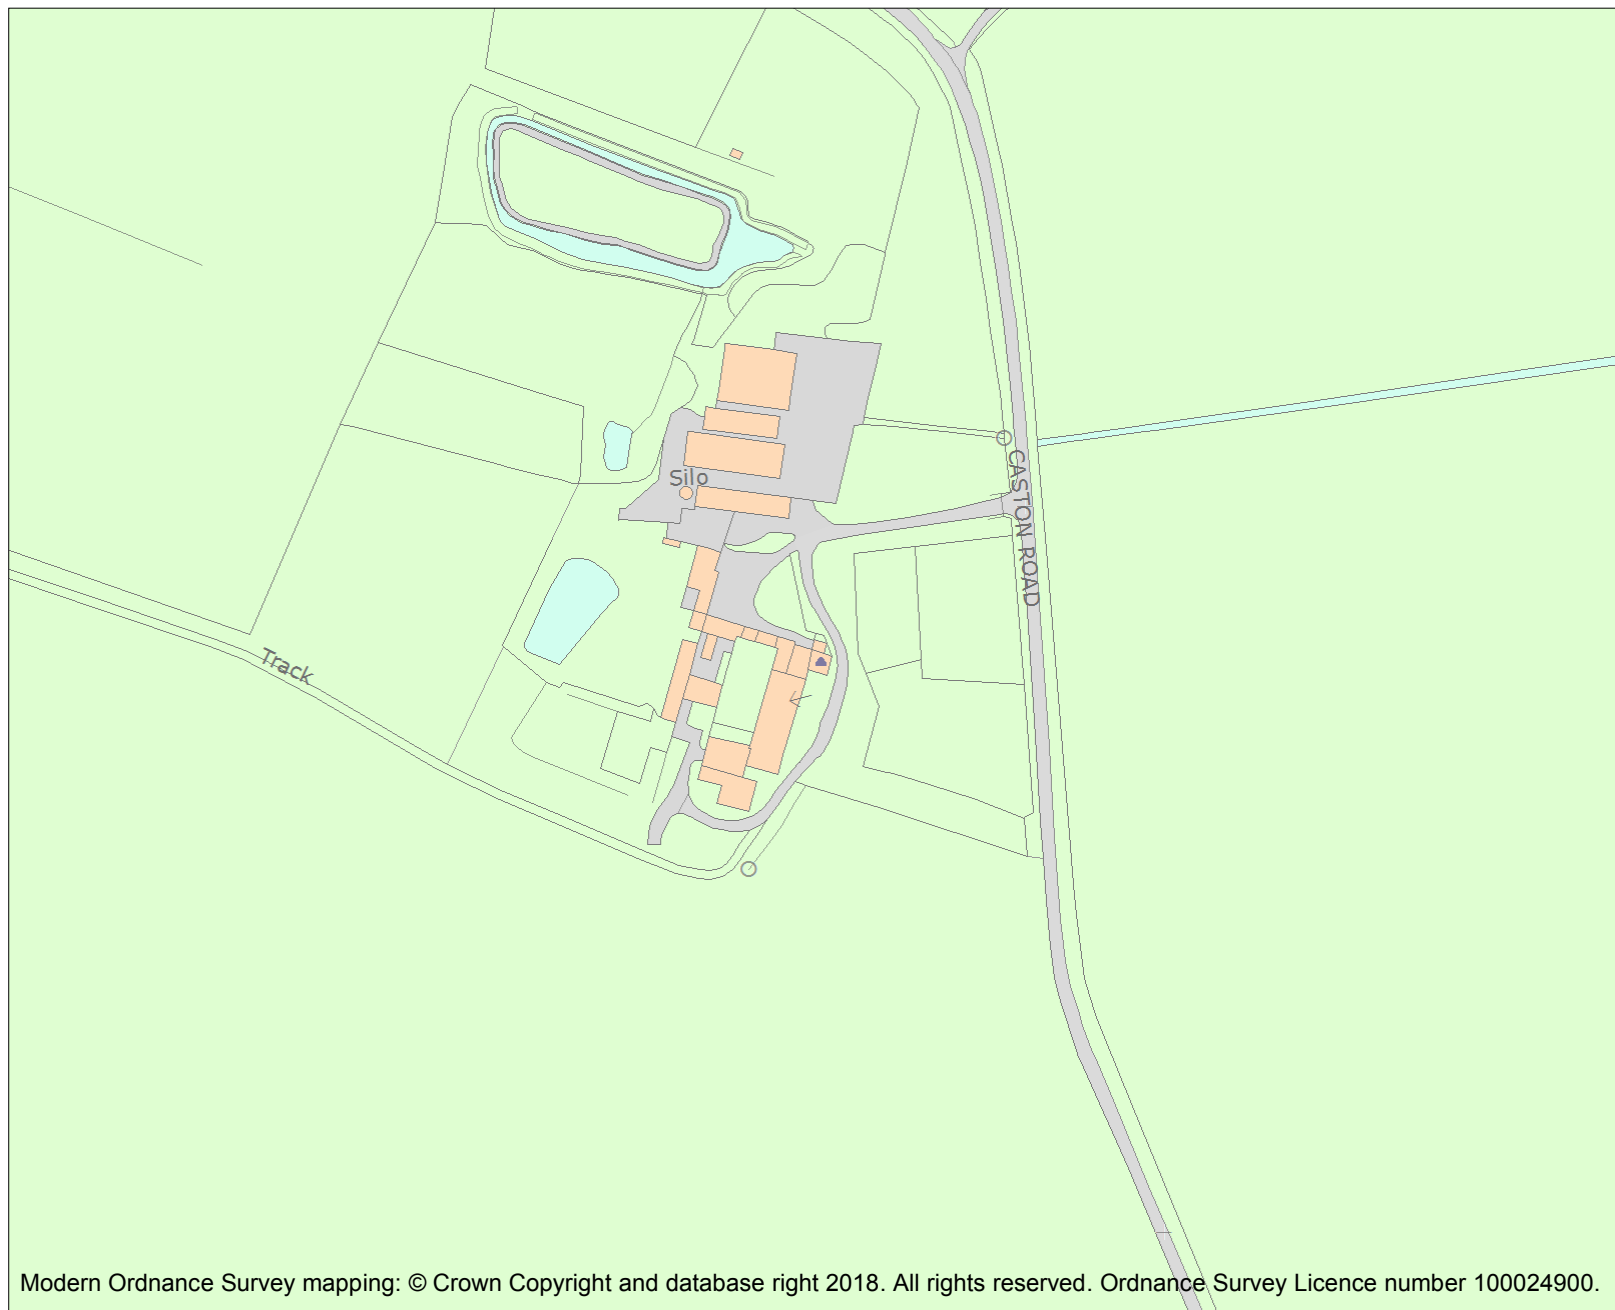 CASTON ROAD
Silo
Track
Modern Ordnance Survey mapping: © Crown Copyright and database right 2018. All rights reserved. Ordnance Survey Licence number 100024900.